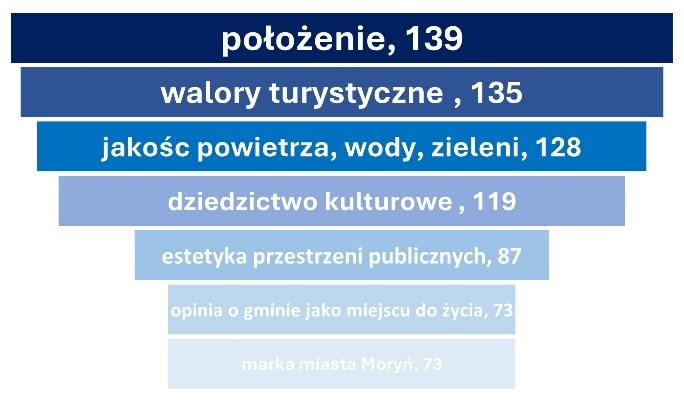 położenie, 139
walory turystyczne , 135
jakośc powietrza, wody, zieleni, 128
dziedzictwo kulturowe , 119
estetyka przestrzeni publicznych, 87
opinia o gminie jako miejscu do życia, 73
marka miasta Moryń, 73